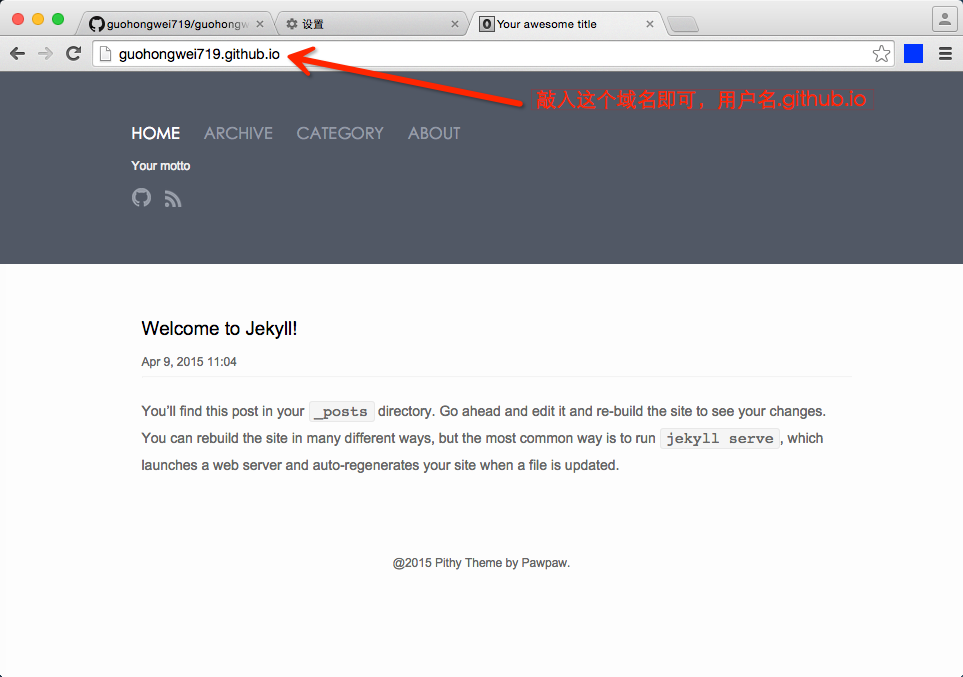 guohongwei719/guohongw
设置
Your awesome title
guohongwei719.github.io
敲入这个域名即可，用户名.github.io
HOME ARCHIVE CATEGORY ABOUT
Your motto
Welcome to Jekyll!
Apr 9, 2015 11:04
You’ll find this post in your _posts directory. Go ahead and edit it and re-build the site to see your changes.
You can rebuild the site in many different ways, but the most common way is to run jekyll serve, which
launches a web server and auto-regenerates your site when a file is updated.
@2015 Pithy Theme by Pawpaw.